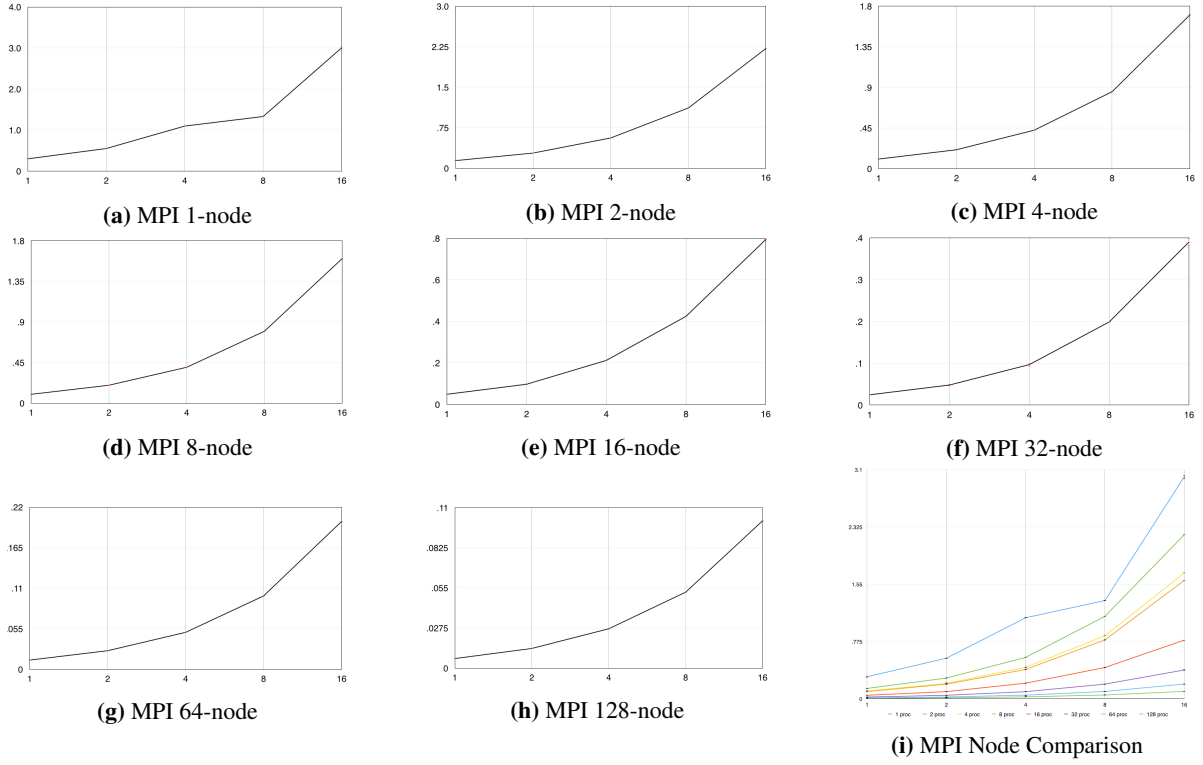 4.0
3.0
2.0
1.0
0
1 2 4 8 16
(a) MPI 1-node
3.0
2.25
1.5
.75
0
1 2 4 8 16
(b) MPI 2-node
1.8
1.35
.9
.45
0
1 2 4 8 16
(c) MPI 4-node
1.8
1.35
.9
.45
0
1 2 4 8 16
(d) MPI 8-node
.8
.6
.4
.2
0
1 2 4 8 16
(e) MPI 16-node
.4
.3
.2
.1
0
1 2 4 8 16
(f) MPI 32-node
.22
.165
.11
.055
0
1 2 4 8 16
(g) MPI 64-node
.11
.0825
.055
.0275
0
1 2 4 8 16
(h) MPI 128-node
3.1
2.325
1.55
.775
0
1 2 4 8 16
1 proc 2 proc 4 proc 8 proc 16 proc 32 proc 64 proc 128 proc
(i) MPI Node Comparison